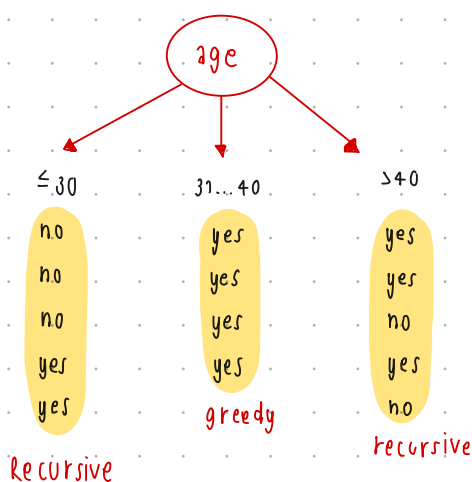 age
≤30
31...40
>40
no
no
no
yes
yes
yes
yes
yes
yes
greedy
yes
yes
no
yes
no
Recursive
recursive